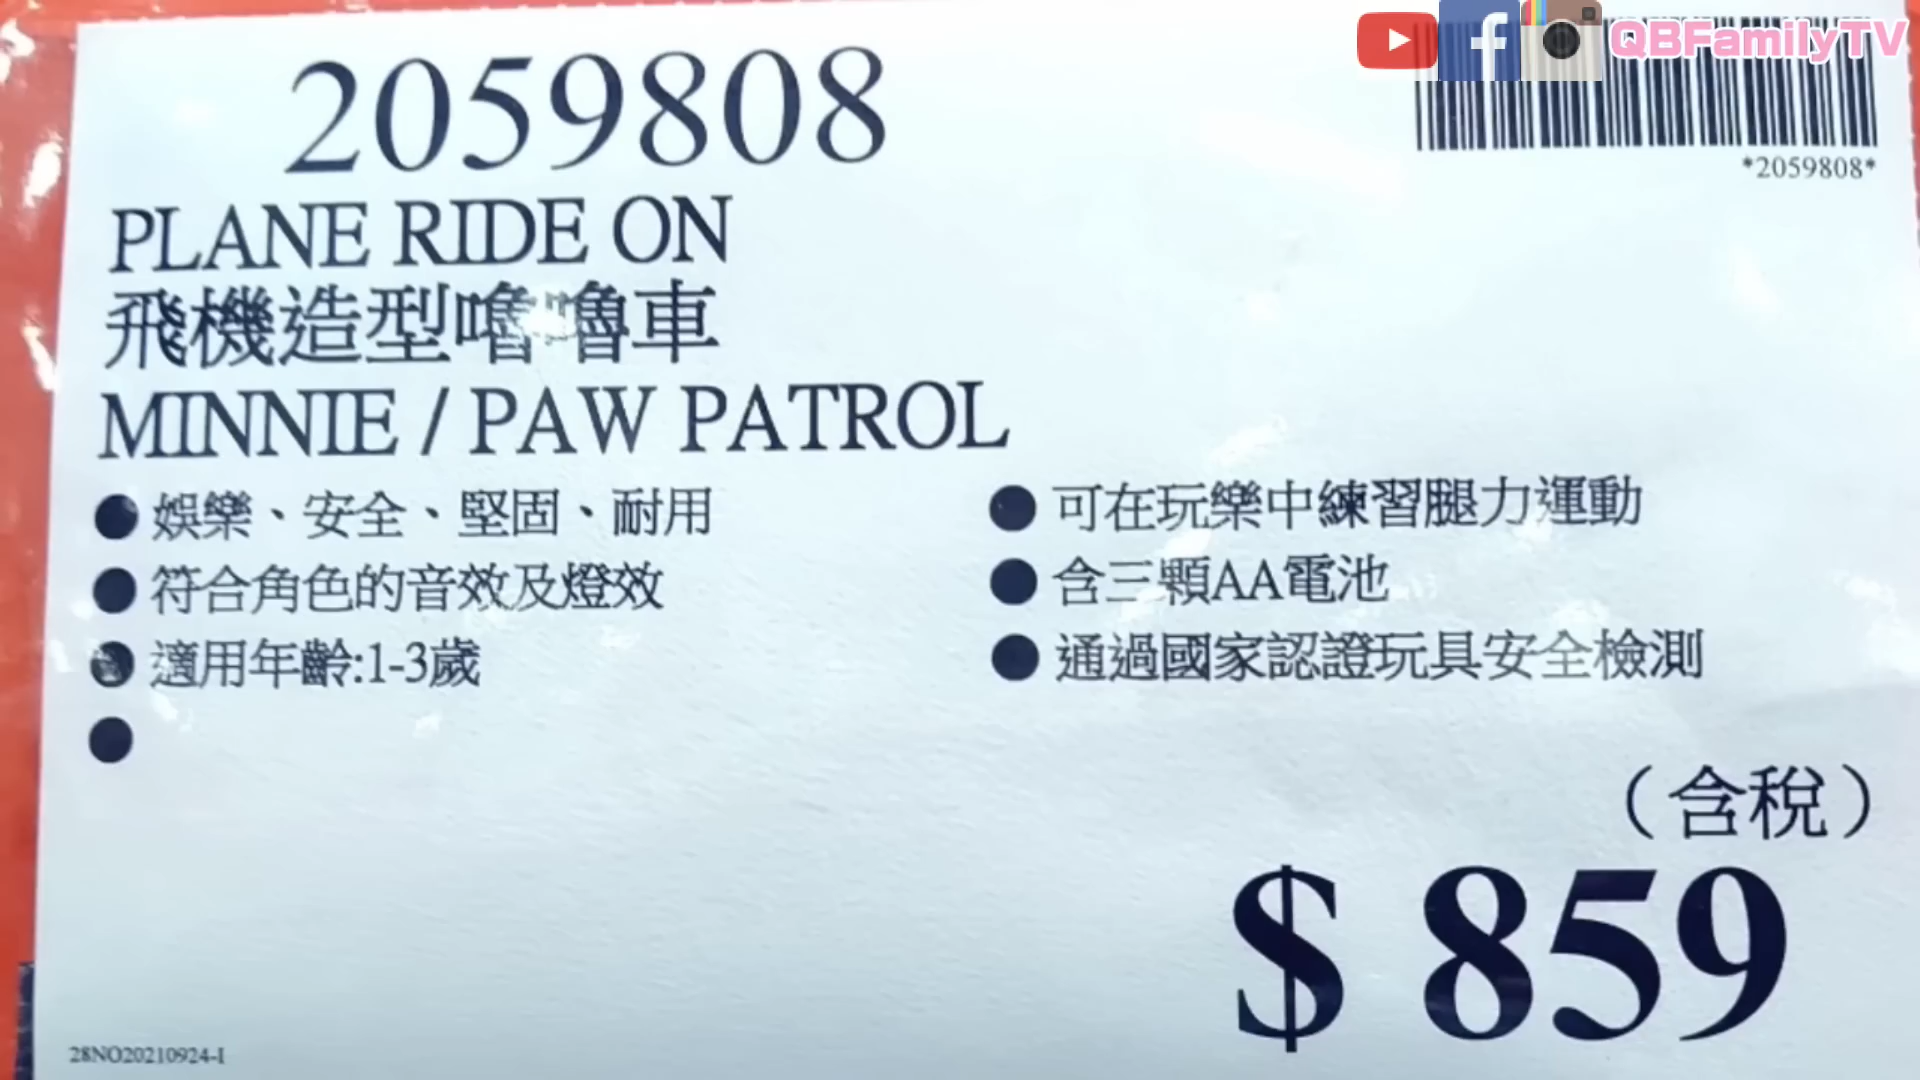 QBFamilyTV
2059808
*2059808*
PLANE RIDE ON
飛機造型嚕嚕車
MINNIE / PAW PATROL
● 娛樂、安全、堅固、耐用
● 符合角色的音效及燈效
● 適用年齡:1-3歲
●
● 可在玩樂中練習腿力運動
● 含三顆AA電池
● 通過國家認證玩具安全檢測
（含稅）
$ 859
28NO20210924-I